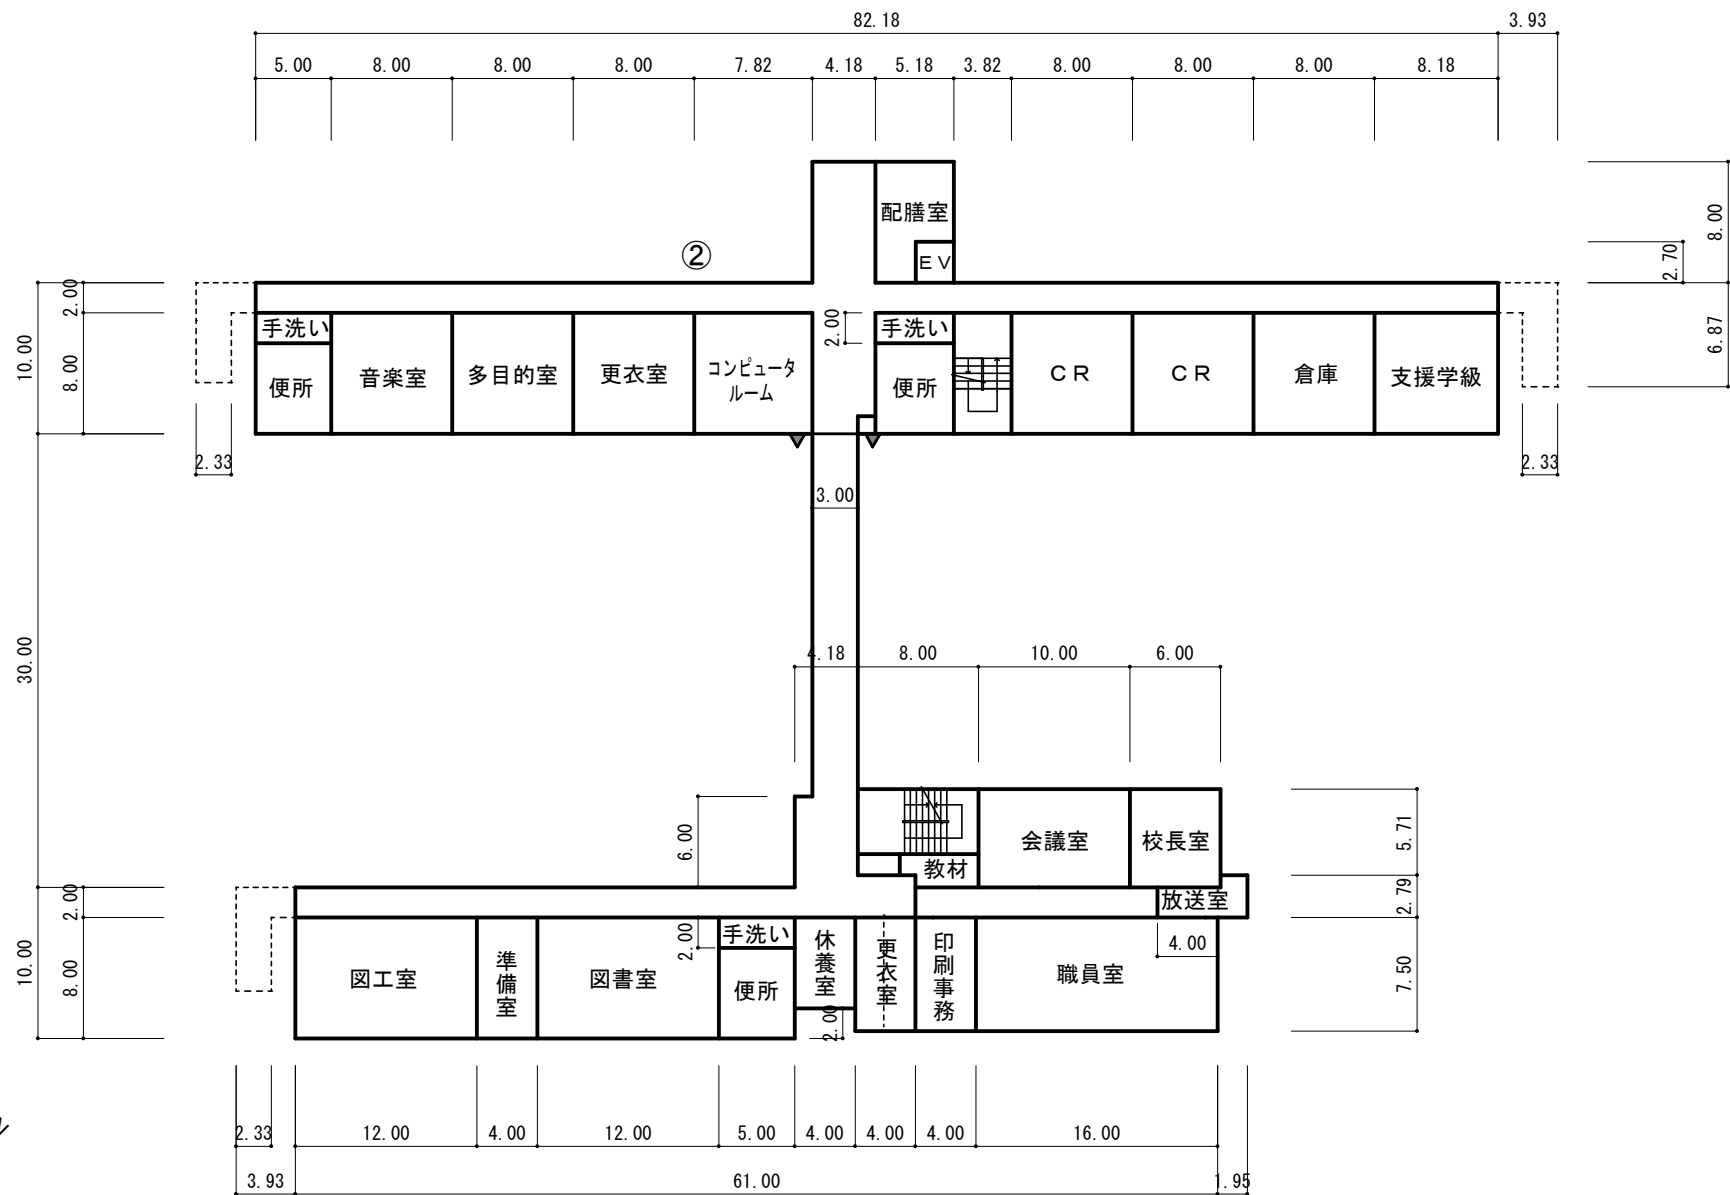 82.18 3.93
5.00 8.00 8.00 8.00 7.82 4.18 5.18 3.82 8.00 8.00 8.00 8.18
配膳室
8.00
②
EV
2.70
2.00
手洗い
2.00
手洗い
6.87
10.00
8.00
便所
音楽室
多目的室
更衣室
コンピュータ
ルーム
便所
CR
CR
倉庫
支援学級
2.33
2.33
3.00
30.00
4.18 8.00 10.00 6.00
6.00
会議室
校長室
5.71
教材
2.00
放送室
2.79
2.00
手洗い
4.00
10.00
8.00
図工室
準備室
図書室
便所
休養室
更衣室
印刷事務
職員室
7.50
2.00
2.33 12.00 4.00 12.00 5.00 4.00 4.00 4.00 16.00
3.93 61.00 1.95